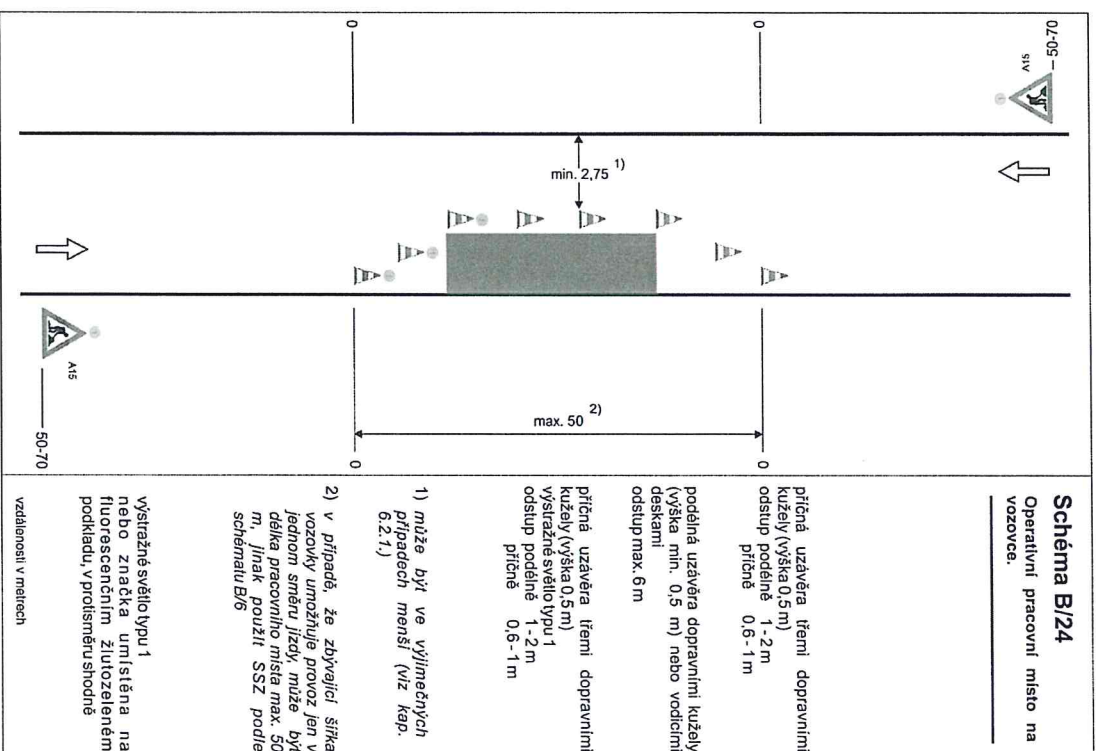 Schéma B/24
Operativní pracovní místo na
vozovce.
příčná uzávěra třemi dopravními
kužely (výška 0,5 m)
odstup podélně 1-2 m
příčně 0,6-1 m
podélná uzávěra dopravními kužely
(výška min. 0,5 m) nebo vodicími
deskami
odstup max. 6 m
příčná uzávěra třemi dopravními
kužely (výška 0,5 m)
výstražné světlo typu 1
odstup podélně 1-2 m
příčně 0,6-1 m
1) může být ve výjimečných
případech menší (viz kap.
6.2.1.)
2) v případě, že zbývající šířka
vozovky umožňuje provoz jen v
jednom směru jízdy, může být
délka pracovního místa max. 50
m, jinak použít SSZ podle
schématu B/6
výstražné světlo typu 1
nebo značka umístěna na
fluorescenčním žlutozeleném
podkladu, v protisměru shodně
vzdálenosti v metrech
50-70
A15
0
0
min. 2,75 1)
max. 50 2)
0
0
A15
50-70